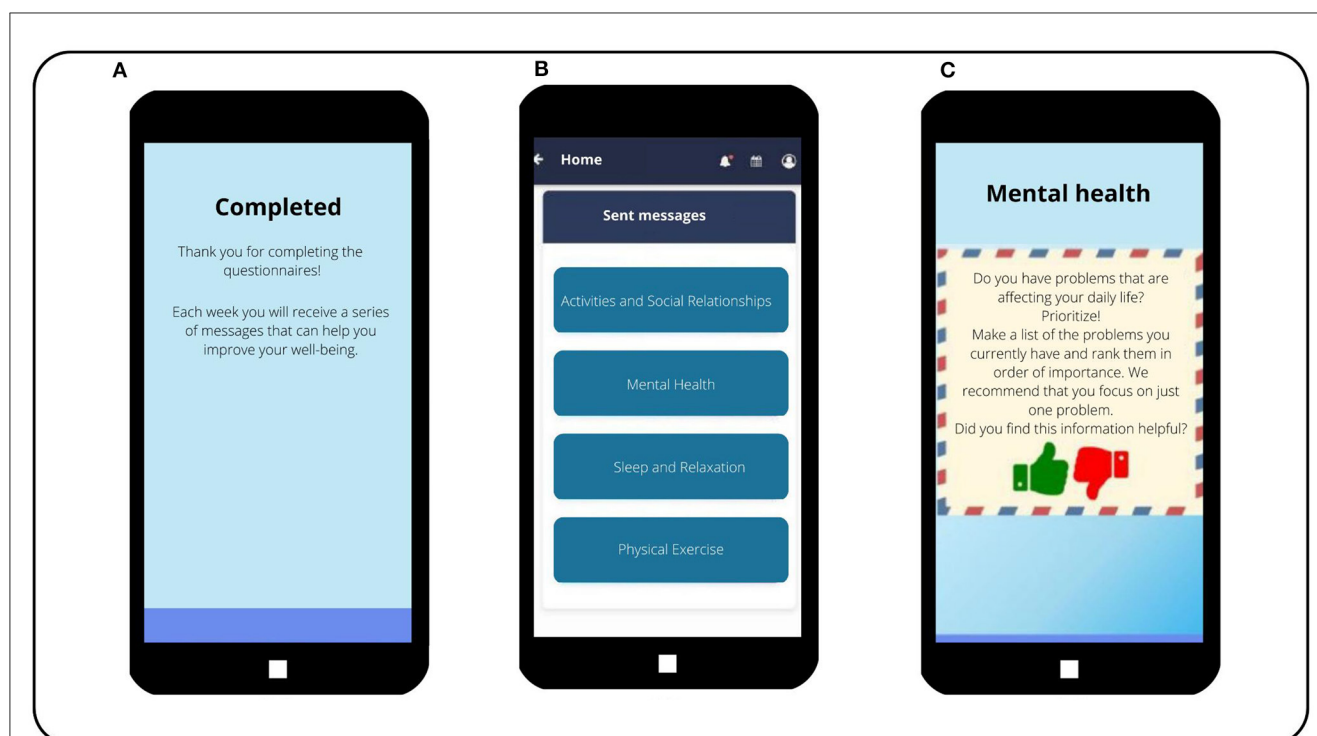 A
Completed
Thank you for completing the
questionnaires!
Each week you will receive a series
of messages that can help you
improve your well-being.
B
Home
Sent messages
Activities and Social Relationships
Mental Health
Sleep and Relaxation
Physical Exercise
C
Mental health
Do you have problems that are
affecting your daily life?
Prioritize!
Make a list of the problems you
currently have and rank them in
order of importance. We
recommend that you focus on just
one problem.
Did you find this information helpful?